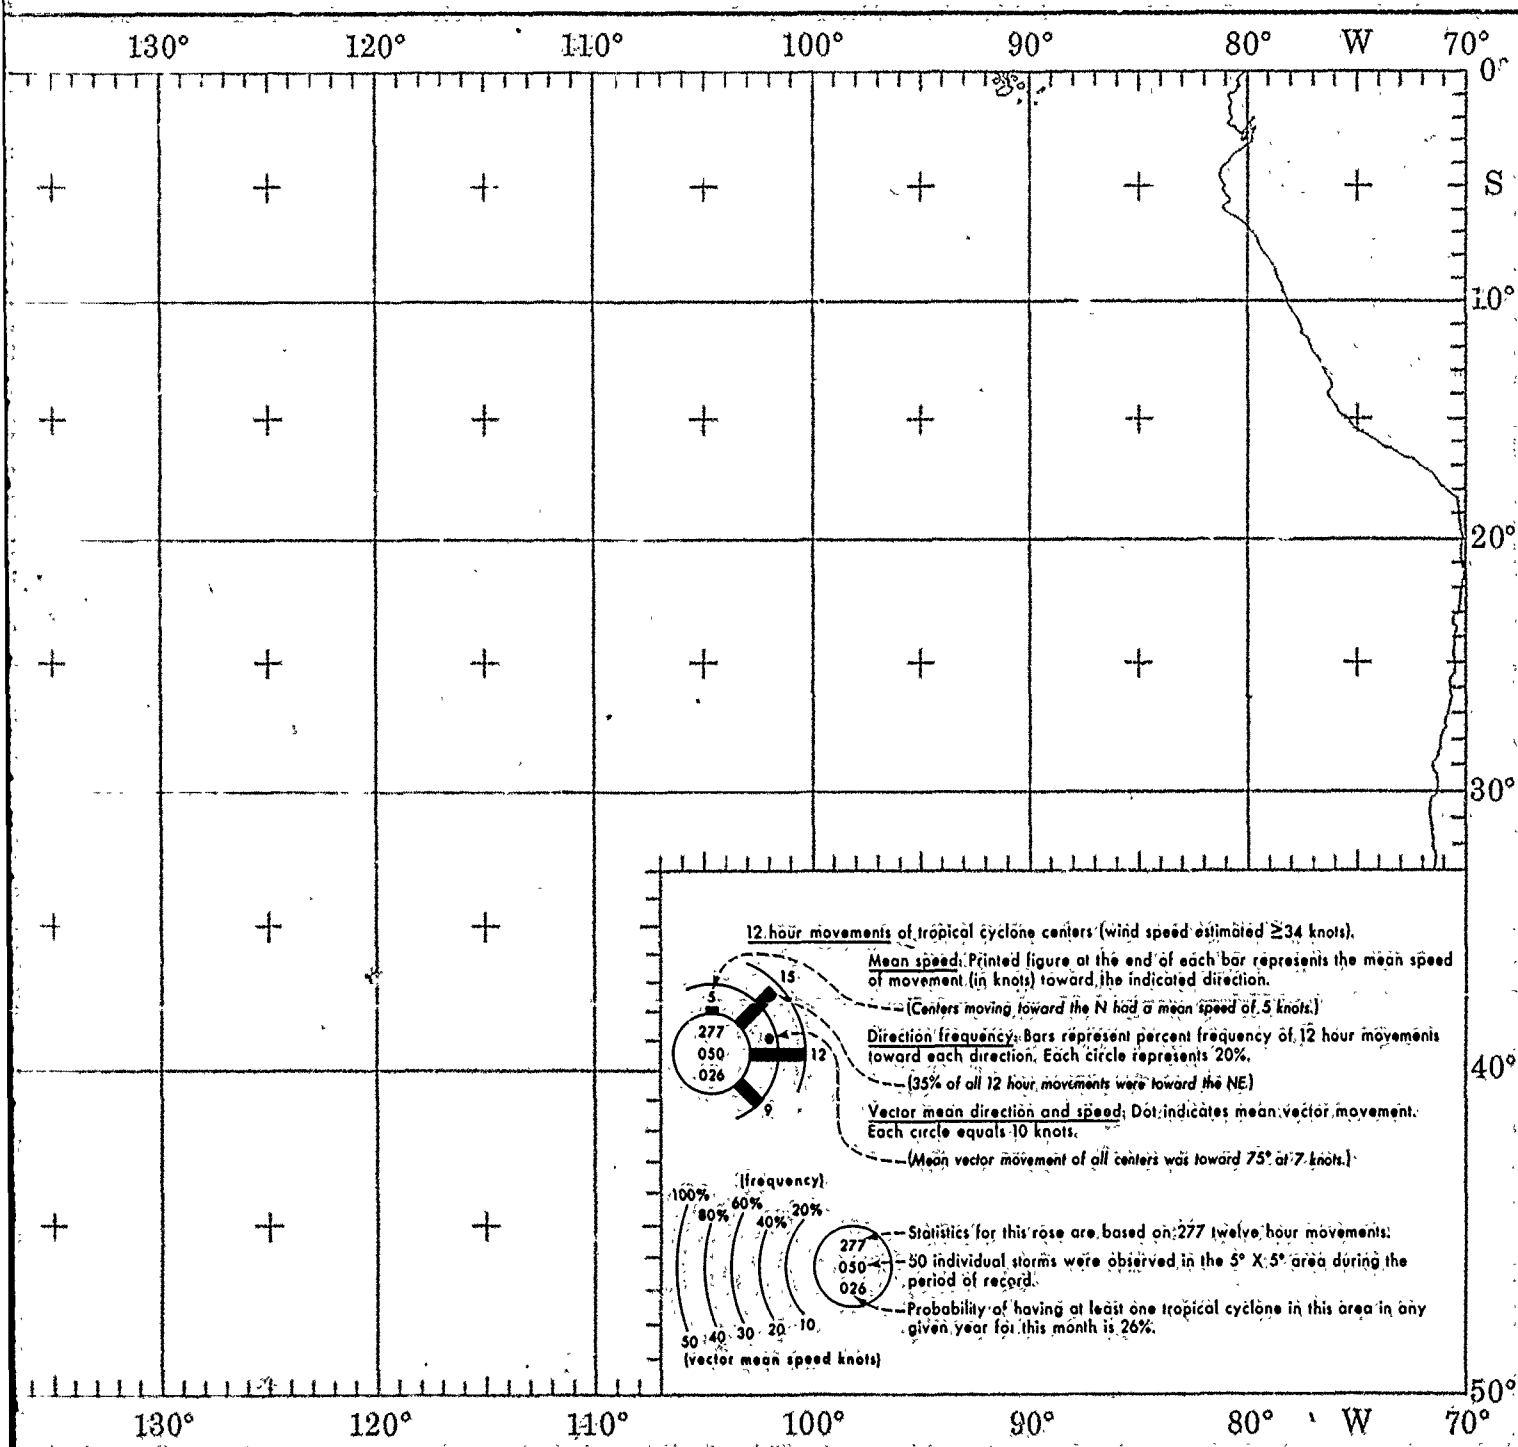 130° 120° 110° 100° 90° 80° W 70°
0°
S
10°
20°
30°
12 hour movements of tropical cyclone centers (wind speed estimated ≥34 knots).
Mean speed: Printed figure at the end of each bar represents the mean speed
of movement (in knots) toward the indicated direction.
(Centers moving toward the N had a mean speed of 5 knots.)
Direction frequency: Bars represent percent frequency of 12 hour movements
toward each direction. Each circle represents 20%.
(35% of all 12 hour movements were toward the NE.)
Vector mean direction and speed: Dot indicates mean vector movement.
Each circle equals 10 knots.
(Mean vector movement of all centers was toward 75° at 7 knots.)
5
15
277
050
026
12
9
40°
(frequency)
100% 80% 60% 40% 20%
50 40 30 20 10
(vector mean speed knots)
277
050
026
Statistics for this rose are based on 277 twelve hour movements.
50 individual storms were observed in the 5° X 5° area during the
period of record.
Probability of having at least one tropical cyclone in this area in any
given year for this month is 26%.
50°
130° 120° 110° 100° 90° 80° W 70°